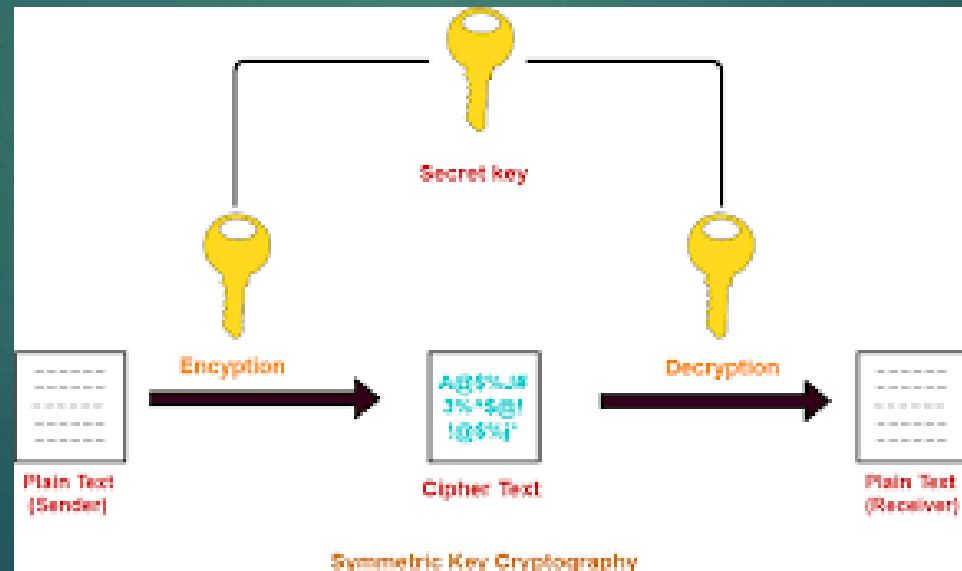 Secret key
Encyption
Decryption
Plain Text
(Sender)
Cipher Text
Plain Text
(Receiver)
Symmetric Key Cryptography